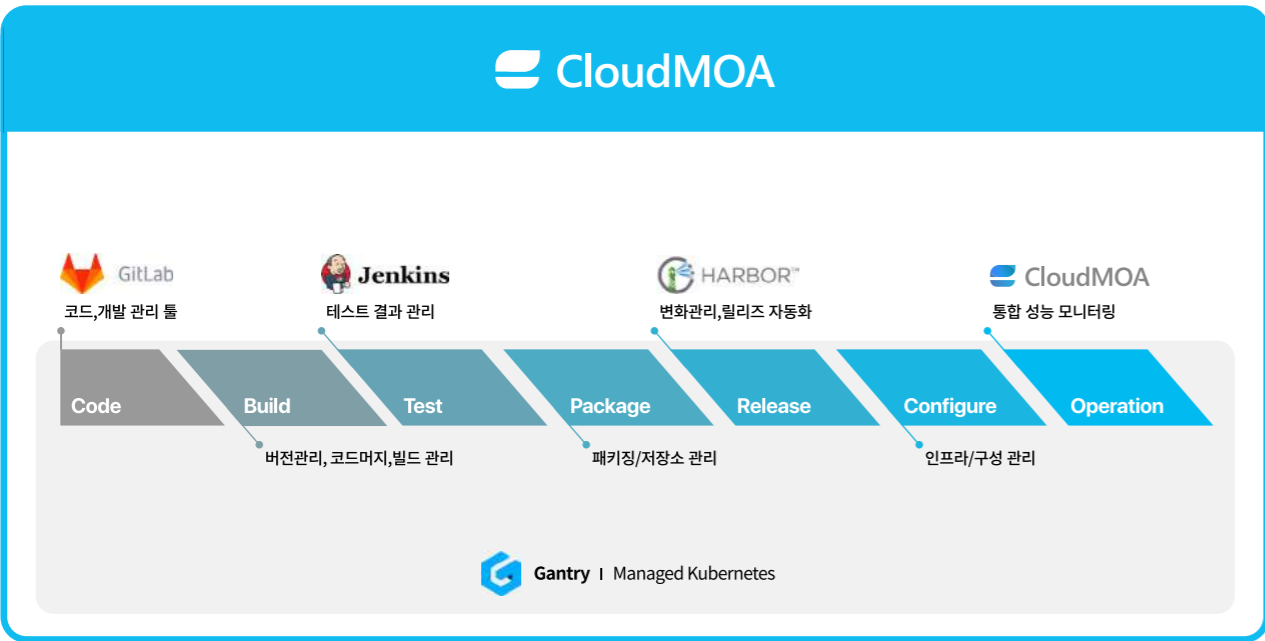 CloudMOA
GitLab
코드,개발 관리 툴
Jenkins
테스트 결과 관리
HARBOR™
변화관리,릴리즈 자동화
CloudMOA
통합 성능 모니터링
Code
Build
Test
Package
Release
Configure
Operation
버전관리, 코드머지,빌드 관리
패키징/저장소 관리
인프라/구성 관리
Gantry | Managed Kubernetes